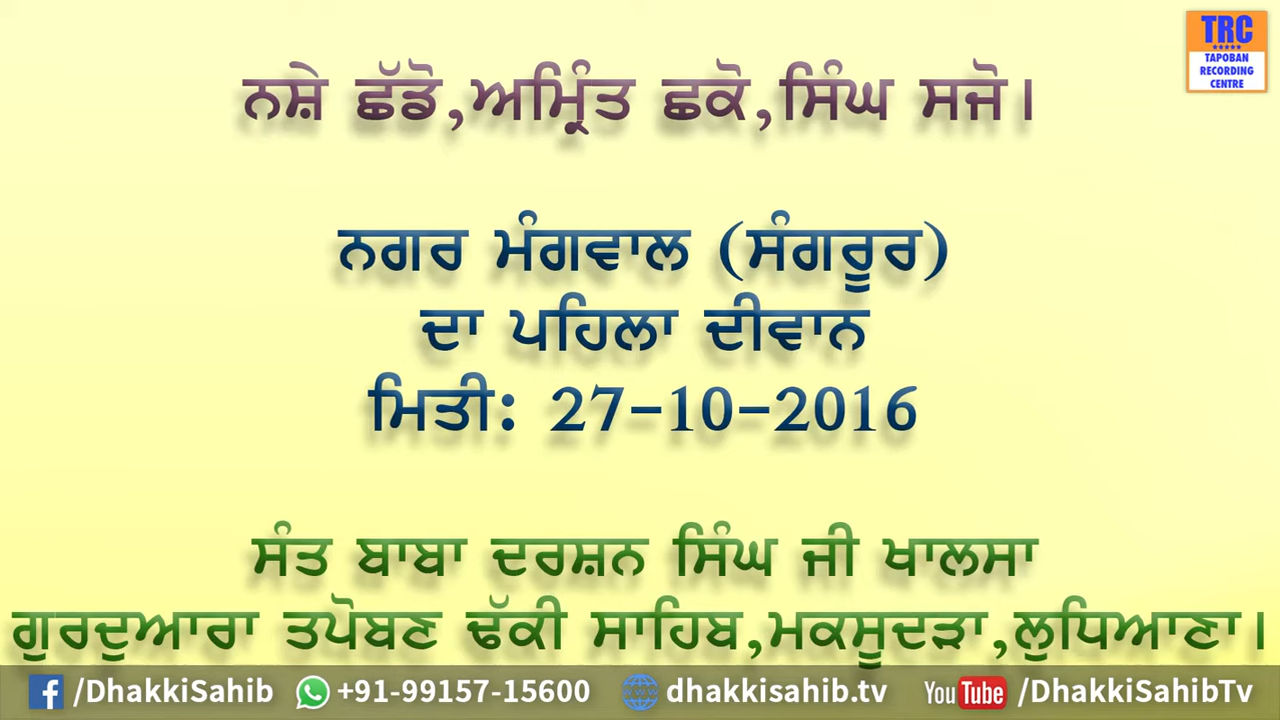 TRC
TAPOBAN
RECORDING
CENTRE
ਨਸ਼ੇ ਛੱਡੋ,ਅਮ੍ਰਿੰਤ ਛਕੋ,ਸਿੰਘ ਸਜੋ।
ਨਗਰ ਮੰਗਵਾਲ (ਸੰਗਰੂਰ)
ਦਾ ਪਹਿਲਾ ਦੀਵਾਨ
ਮਿਤੀ: 27-10-2016
ਸੰਤ ਬਾਬਾ ਦਰਸ਼ਨ ਸਿੰਘ ਜੀ ਖਾਲਸਾ
ਗੁਰਦੁਆਰਾ ਤਪੋਬਣ ਢੱਕੀ ਸਾਹਿਬ,ਮਕਸੂਦੜਾ,ਲੁਧਿਆਣਾ।
/DhakkiSahib +91-99157-15600 dhakkisahib.tv YouTube /DhakkiSahibTv